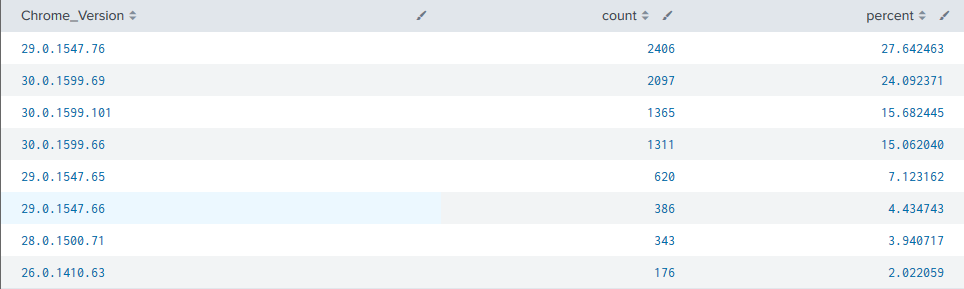 Chrome_Version count percent
29.0.1547.76 2406 27.642463
30.0.1599.69 2097 24.092371
30.0.1599.101 1365 15.682445
30.0.1599.66 1311 15.062040
29.0.1547.65 620 7.123162
29.0.1547.66 386 4.434743
28.0.1500.71 343 3.940717
26.0.1410.63 176 2.022059